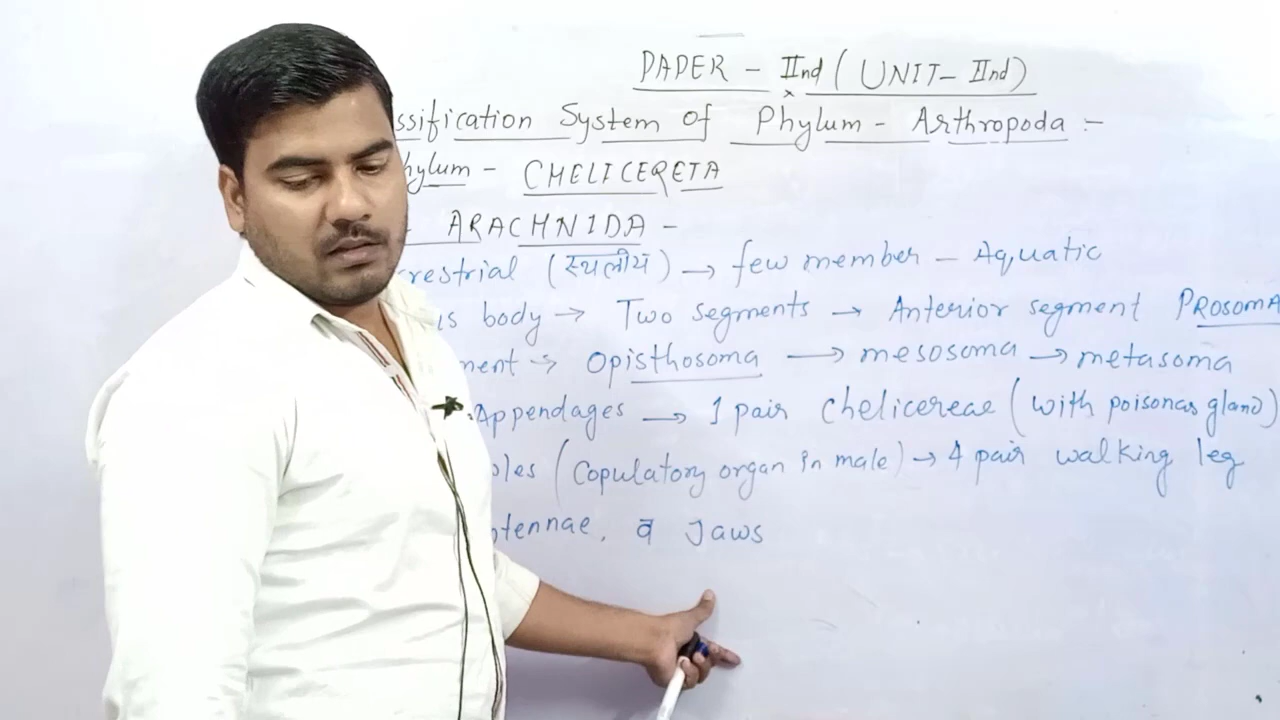 PAPER - IInd (UNIT- IInd)
ssification System of Phylum - Arthropoda :-
hylum - CHELICERETA
ARACHNIDA -
restrial (स्थलीय) → few member - Aquatic
us body → Two segments → Anterior segment PROSOMA
ment → Opisthosoma → mesosoma → metasoma
Appendages → 1 pair Chelicereae (with poisonas gland)
(Copulatory organ in male) → 4 pair walking leg
tennae, व Jaws